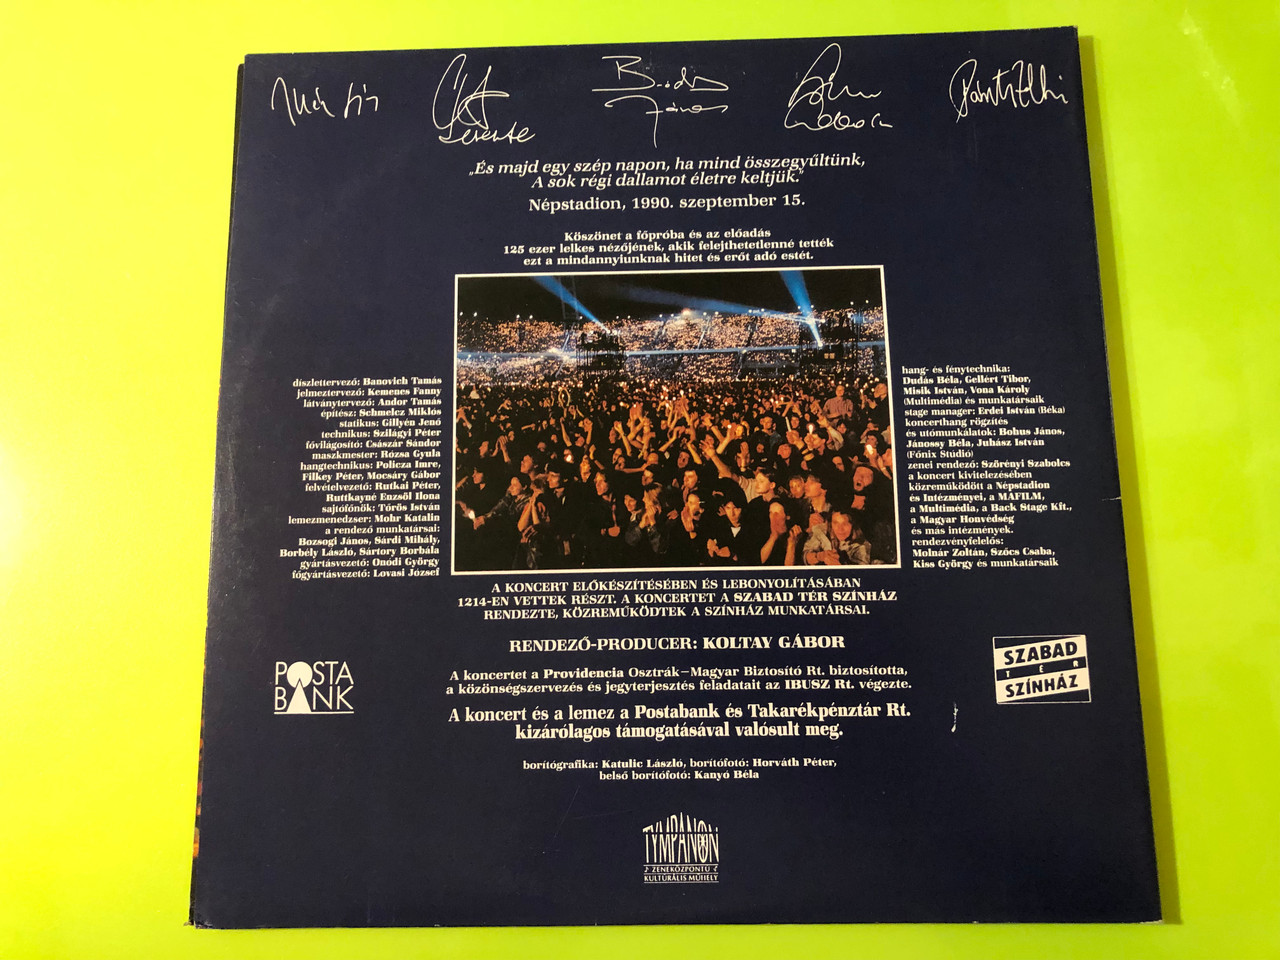 Bródy
János
Levente
„És majd egy szép napon, ha mind összegyűltünk,
A sok régi dallamot életre keltjük."
Népstadion, 1990. szeptember 15.
Köszönet a főpróba és az előadás
125 ezer lelkes nézőjének, akik felejthetetlenné tették
ezt a mindannyiunknak hitet és erőt adó estét.
díszlettervező: Banovich Tamás
jelmeztervező: Kemenes Fanny
látványtervező: Andor Tamás
építész: Schmelcz Miklós
statikus: Gillyén Jenő
technikus: Szilágyi Péter
fővilágosító: Császár Sándor
maszkmester: Rózsa Gyula
hangtechnikus: Policza Imre,
Filkey Péter, Mocsáry Gábor
felvételvezető: Rutkai Péter,
Ruttkayné Enzsöl Ilona
sajtófőnök: Törös István
lemezmenedzser: Mohr Katalin
a rendező munkatársai:
Bozsogi János, Sárdi Mihály,
Borbély László, Sártory Borbála
gyártásvezető: Onódi György
főgyártásvezető: Lovasi József
hang- és fénytechnika:
Dudás Béla, Gellért Tibor,
Misik István, Vona Károly
(Multimédia) és munkatársaik
stage manager: Erdei István (Béka)
koncerthang rögzítés
és utómunkálatok: Bohus János,
Jánossy Béla, Juhász István
(Főnix Stúdió)
zenei rendező: Szörényi Szabolcs
a koncert kivitelezésében
közreműködött a Népstadion
és Intézményei, a MAFILM,
a Multimédia, a Back Stage Kft.,
a Magyar Honvédség
és más intézmények.
rendezvényfelelős:
Molnár Zoltán, Szőcs Csaba,
Kiss György és munkatársaik
A KONCERT ELŐKÉSZÍTÉSÉBEN ÉS LEBONYOLÍTÁSÁBAN
1214-EN VETTEK RÉSZT. A KONCERTET A SZABAD TÉR SZÍNHÁZ
RENDEZTE, KÖZREMŰKÖDTEK A SZÍNHÁZ MUNKATÁRSAI.
RENDEZŐ-PRODUCER: KOLTAY GÁBOR
POSTA
BANK
A koncertet a Providencia Osztrák–Magyar Biztosító Rt. biztosította,
a közönségszervezés és jegyterjesztés feladatait az IBUSZ Rt. végezte.
SZABAD
TÉR
SZÍNHÁZ
A koncert és a lemez a Postabank és Takarékpénztár Rt.
kizárólagos támogatásával valósult meg.
borítógrafika: Katulic László, borítófotó: Horváth Péter,
belső borítófotó: Kanyó Béla
TYMPANON
ZENEKÖZPONTÚ
KULTURÁLIS MŰHELY